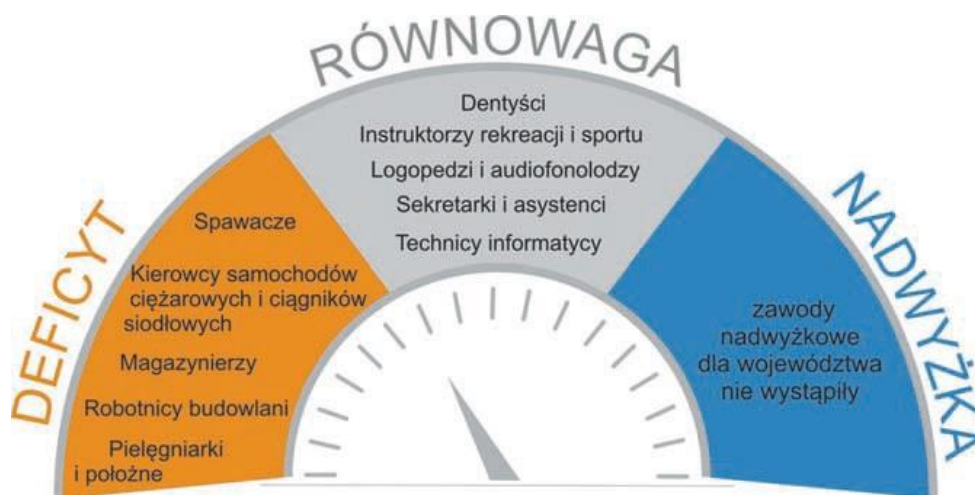 RÓWNOWAGA
Dentyści
Instruktorzy rekreacji i sportu
Logopedzi i audiofonolodzy
Sekretarki i asystenci
Technicy informatycy
DEFICYT
Spawacze
Kierowcy samochodów
ciężarowych i ciągników
siodłowych
Magazynierzy
Robotnicy budowlani
Pielęgniarki
i położne
NADWYŻKA
zawody
nadwyżkowe
dla województwa
nie wystąpiły